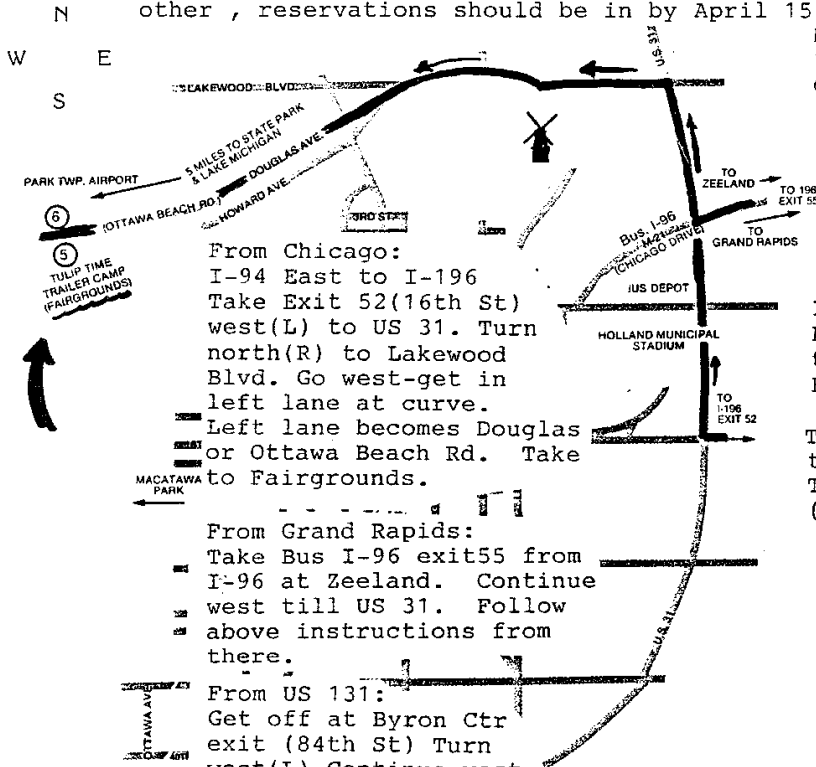 other , reservations should be in by April 15
N
W E
S
U.S. 31
LAKEWOOD BLVD.
5 MILES TO STATE PARK
& LAKE MICHIGAN
DOUGLAS AVE.
PARK TWP. AIRPORT
(OTTAWA BEACH RD.)
HOWARD AVE.
6
5
TULIP TIME
TRAILER CAMP
(FAIRGROUNDS)
3RD ST.
TO
ZEELAND
TO 196
EXIT 55
TO
GRAND RAPIDS
Bus. I-96
M-21
(CHICAGO DRIVE)
BUS DEPOT
HOLLAND MUNICIPAL
STADIUM
TO
I-196
EXIT 52
From Chicago:
I-94 East to I-196
Take Exit 52(16th St)
west(L) to US 31. Turn
north(R) to Lakewood
Blvd. Go west-get in
left lane at curve.
Left lane becomes Douglas
or Ottawa Beach Rd. Take
to Fairgrounds.
MACATAWA
PARK
From Grand Rapids:
Take Bus I-96 exit55 from
I-96 at Zeeland. Continue
west till US 31. Follow
above instructions from
there.
U.S. 31
OTTAWA AVE
40TH
From US 131:
Get off at Byron Ctr
exit (84th St) Turn
west(L) Continue west